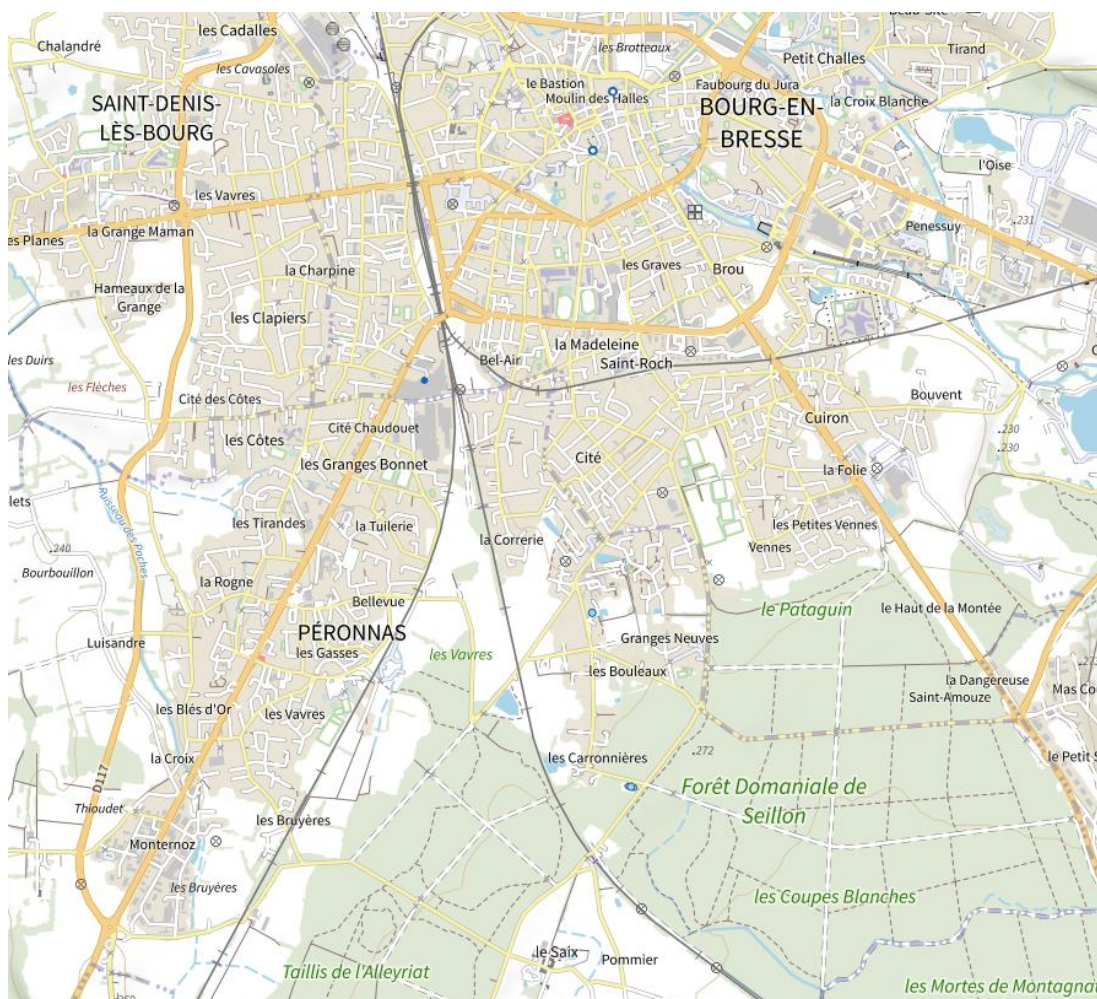 les Cadalles
Chalandré
les Cavasoles
les Brotteaux
Tirand
Petit Challes
le Bastion
Faubourg du Jura
Moulin des Halles
la Croix Blanche
SAINT-DENIS-
LÈS-BOURG
BOURG-EN-
BRESSE
l'Oise
les Vavres
231
Penessuy
la Grange Maman
es Planes
la Charpine
les Graves
Brou
Hameaux de la
Grange
les Clapiers
la Madeleine
Bel-Air
Saint-Roch
les Duirs
les Flèches
Cité des Côtes
Bouvent
Cuiron
Cité Chaudouet
les Côtes
.230
.230
Cité
les Granges Bonnet
la Folie
lets
Ruisseau des Poches
les Tirandes
la Tuilerie
les Petites Vennes
la Correrie
Vennes
.240
Bourbouillon
la Rogne
Bellevue
le Pataguin
le Haut de la Montée
PÉRONNAS
Luisandre
les Gasses
les Vavres
Granges Neuves
les Bouleaux
la Dangereuse
Saint-Amouze
Mas Cou
les Blés d'Or
les Vavres
.272
la Croix
les Carronnières
le Petit S
D117
Forêt Domaniale de
Seillon
Thioudet
les Bruyères
Monternoz
les Bruyères
les Coupes Blanches
le Saix
Pommier
Taillis de l'Alleyriat
les Mortes de Montagnat